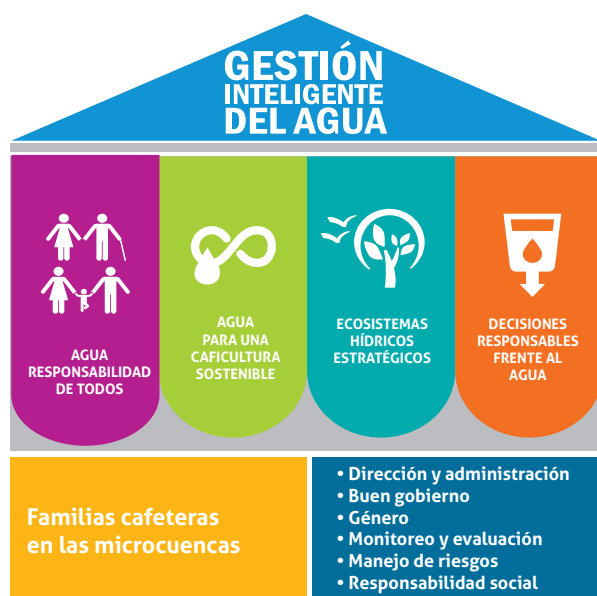 GESTIÓN
INTELIGENTE
DEL AGUA
AGUA
RESPONSABILIDAD
DE TODOS
AGUA
PARA UNA
CAFICULTURA
SOSTENIBLE
ECOSISTEMAS
HÍDRICOS
ESTRATÉGICOS
DECISIONES
RESPONSABLES
FRENTE AL
AGUA
Familias cafeteras
en las microcuencas
• Dirección y administración
• Buen gobierno
• Género
• Monitoreo y evaluación
• Manejo de riesgos
• Responsabilidad social